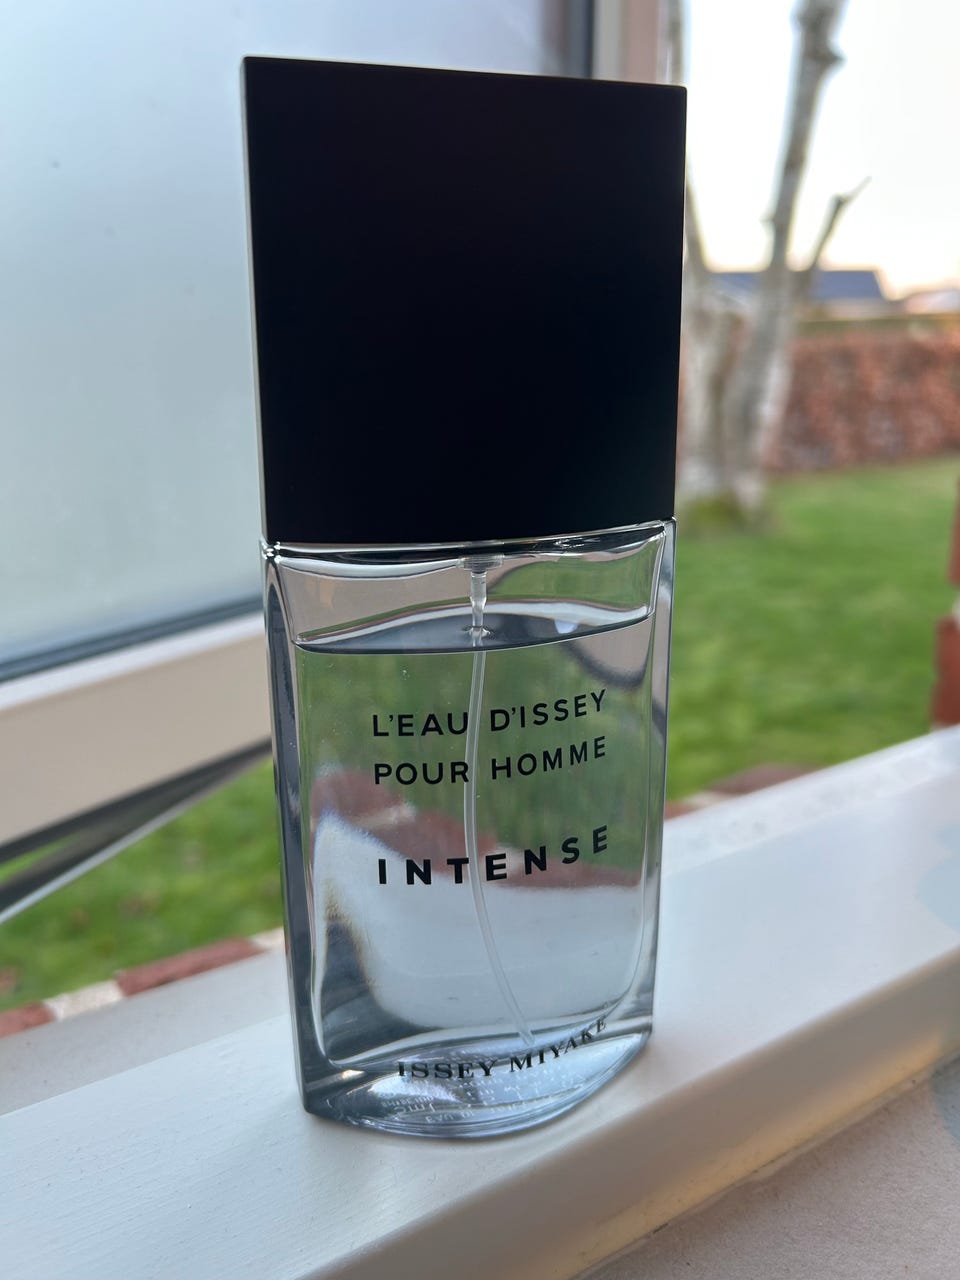 L'EAU D'ISSEY
POUR HOMME
INTENSE
ISSEY MIYAKE